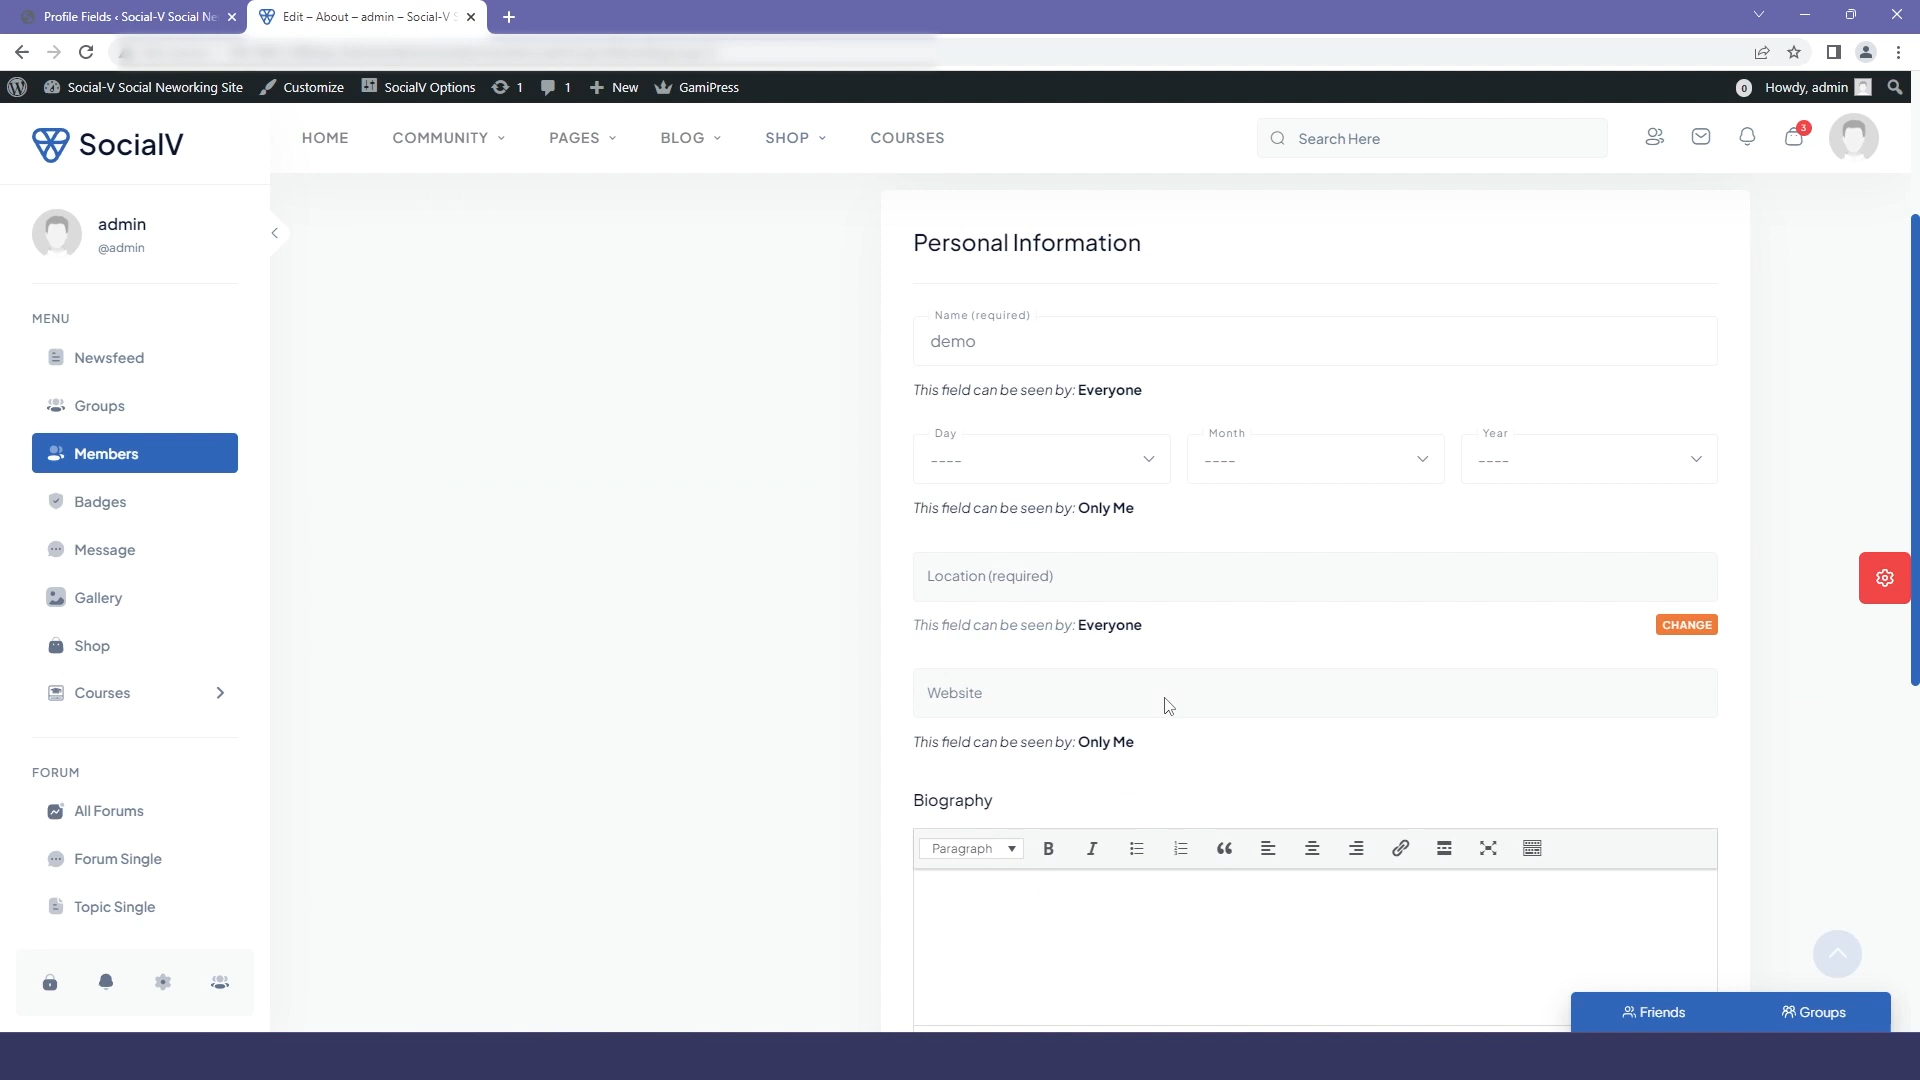 Profile Fields ‹ Social-V Social Ne
Edit – About – admin – Social-V S
Social-V Social Neworking Site
Customize
SocialV Options
1
1
New
GamiPress
0
Howdy, admin
SocialV
HOME
COMMUNITY
PAGES
BLOG
SHOP
COURSES
Search Here
3
admin
@admin
MENU
Newsfeed
Groups
Members
Badges
Message
Gallery
Shop
Courses
FORUM
All Forums
Forum Single
Topic Single
Personal Information
Name (required)
demo
This field can be seen by: Everyone
Day
Month
Year
----
----
----
This field can be seen by: Only Me
Location (required)
This field can be seen by: Everyone
CHANGE
Website
This field can be seen by: Only Me
Biography
Paragraph
B
I
Friends
Groups